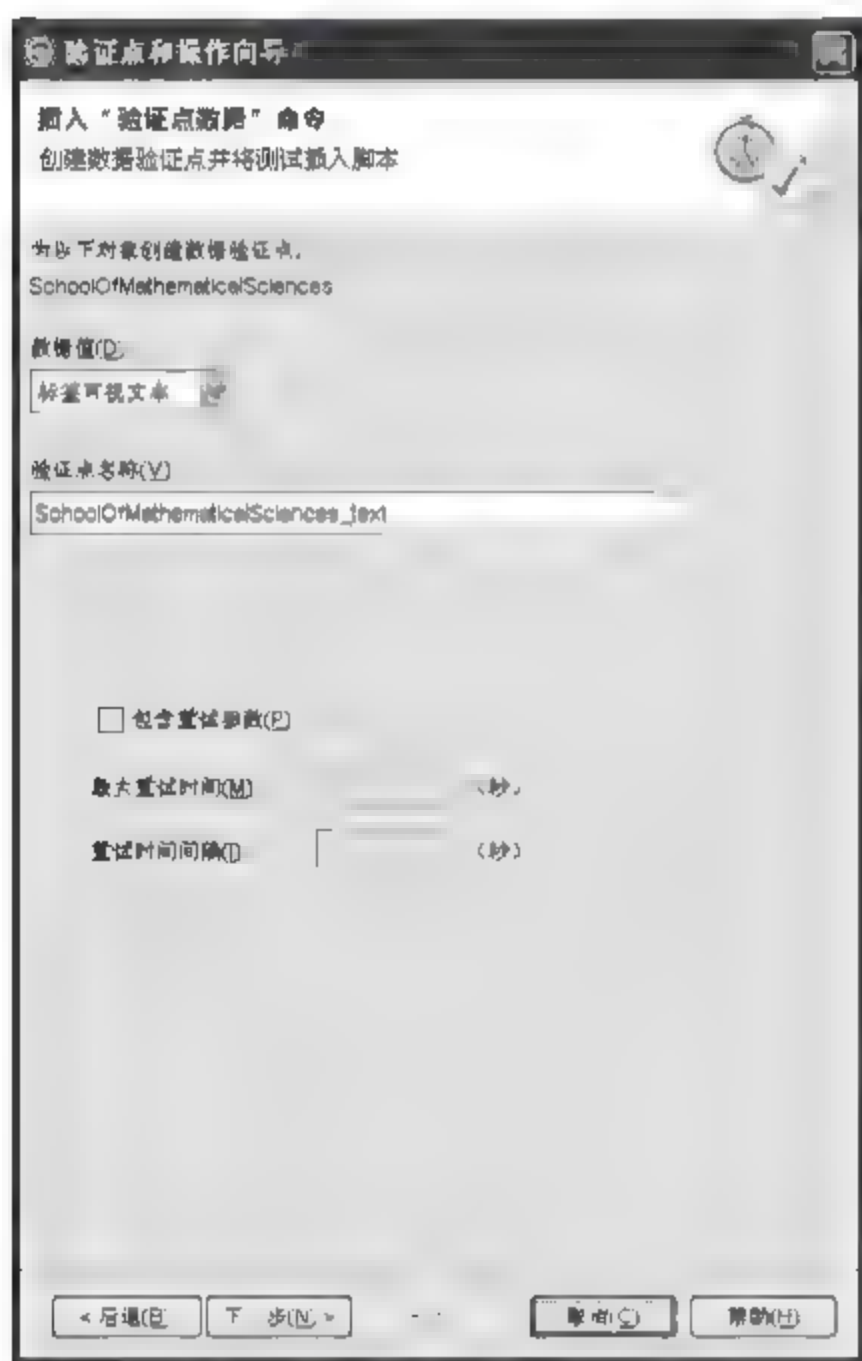 验证点和操作向导
插入“验证点数据”命令
创建数据验证点并将测试插入脚本
为以下对象创建数据验证点.
SchoolOfMathematicalSciences
数据值(D)
标签可视文本
验证点名称(V)
SchoolOfMathematicalSciences_text
包含重试参数(P)
最大重试时间(M) (秒)
重试时间间隔(I) (秒)
< 后退(B) 下一步(N) > 取消(C) 帮助(H)